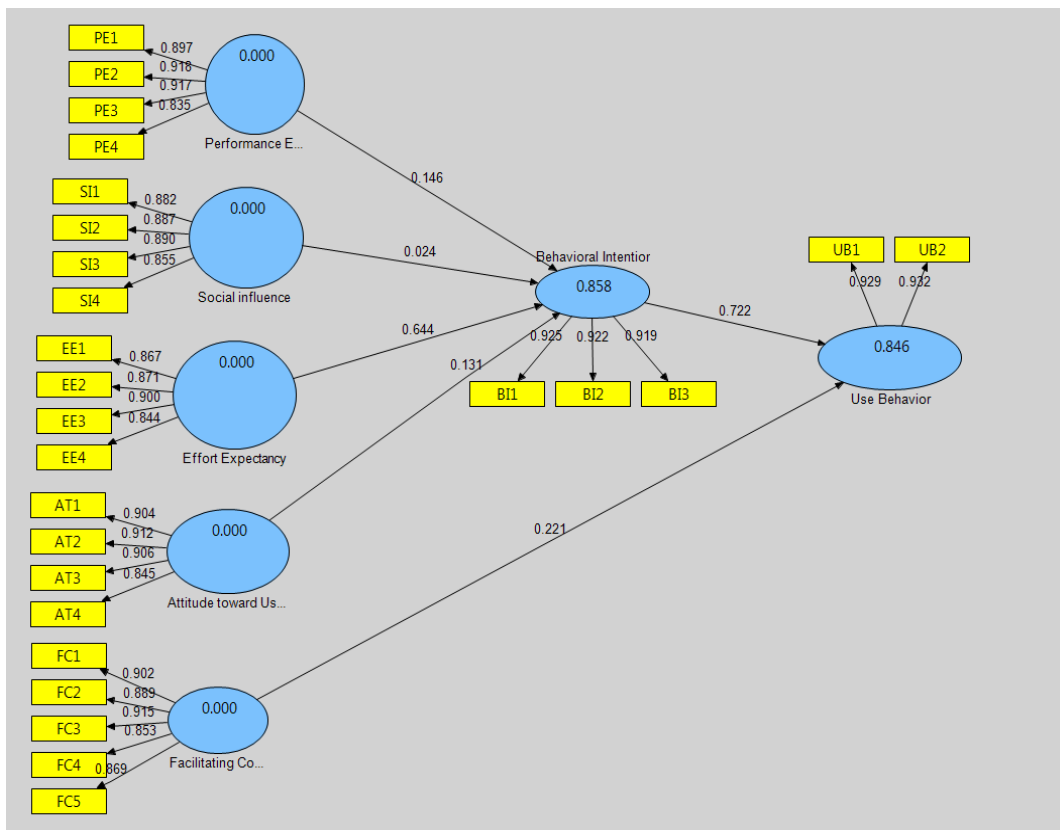 PE1
0.897
PE2
0.918
PE3
0.917
PE4
0.835
0.000
Performance E...
0.146
SI1
0.882
SI2
0.887
SI3
0.890
SI4
0.855
0.000
Social influence
0.024
EE1
0.867
EE2
0.871
EE3
0.900
EE4
0.844
0.000
Effort Expectancy
0.644
AT1
0.904
AT2
0.912
AT3
0.906
AT4
0.845
0.000
Attitude toward Us...
0.131
FC1
0.902
FC2
0.889
FC3
0.915
FC4
0.853
FC5
0.869
0.000
Facilitating Co...
0.221
Behavioral Intentior
0.858
0.925
0.922
0.919
BI1
BI2
BI3
0.722
UB1
UB2
0.929
0.932
0.846
Use Behavior